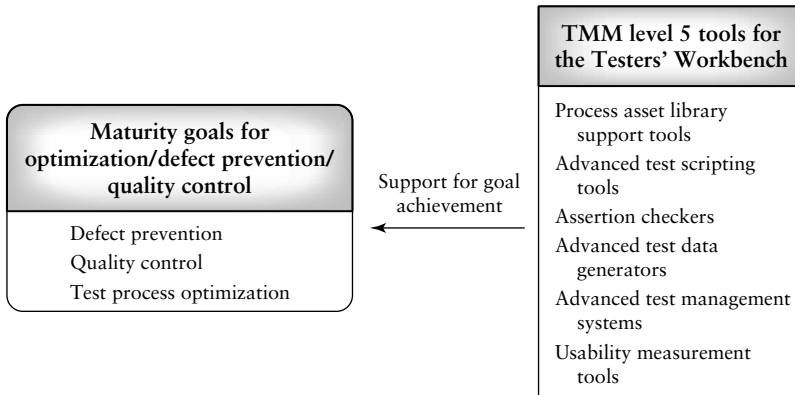 Maturity goals for
optimization/defect prevention/
quality control
Defect prevention
Quality control
Test process optimization
Support for goal
achievement
TMM level 5 tools for
the Testers’ Workbench
Process asset library
support tools
Advanced test scripting
tools
Assertion checkers
Advanced test data
generators
Advanced test management
systems
Usability measurement
tools